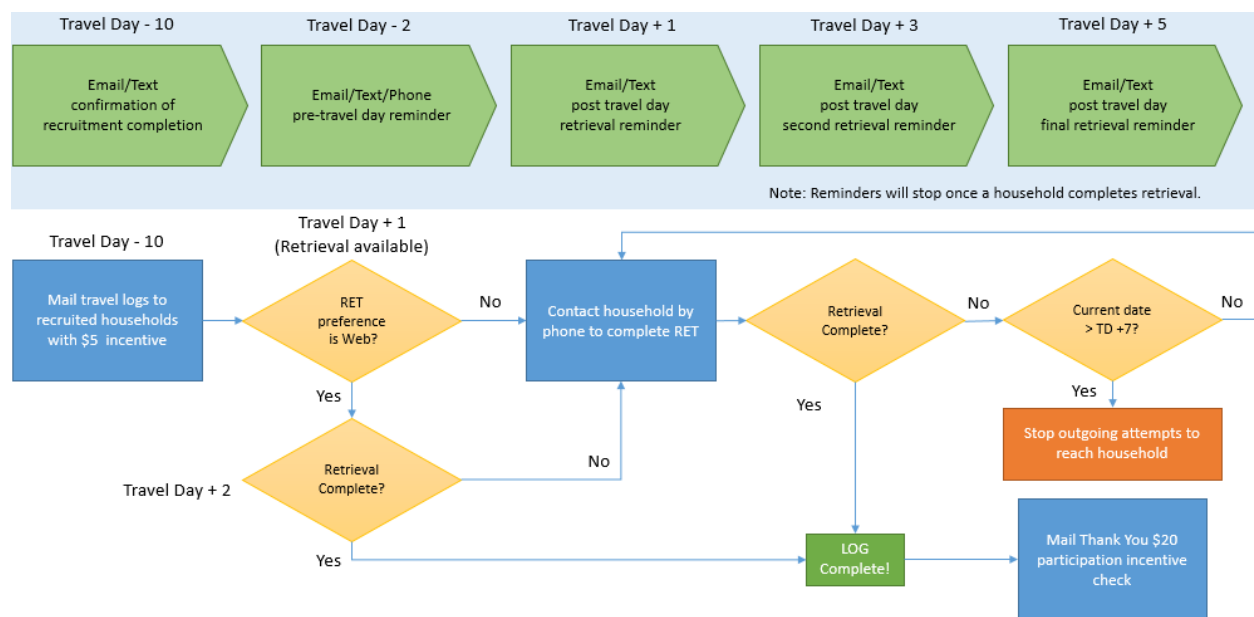 Travel Day - 10
Travel Day - 2
Travel Day + 1
Travel Day + 3
Travel Day + 5
Email/Text
confirmation of
recruitment completion
Email/Text/Phone
pre-travel day reminder
Email/Text
post travel day
retrieval reminder
Email/Text
post travel day
second retrieval reminder
Email/Text
post travel day
final retrieval reminder
Note: Reminders will stop once a household completes retrieval.
Travel Day - 10
Travel Day + 1
(Retrieval available)
Mail travel logs to
recruited households
with $5 incentive
RET
preference
is Web?
No
Contact household by
phone to complete RET
Retrieval
Complete?
No
Current date
> TD +7?
No
Yes
Yes
Yes
Stop outgoing attempts to
reach household
Travel Day + 2
Retrieval
Complete?
No
Yes
LOG
Complete!
Mail Thank You $20
participation incentive
check